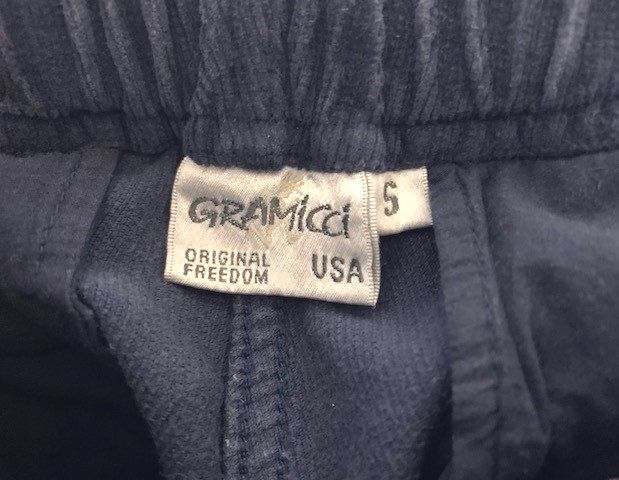 GRAMiCCi
S
ORIGINAL
FREEDOM
USA